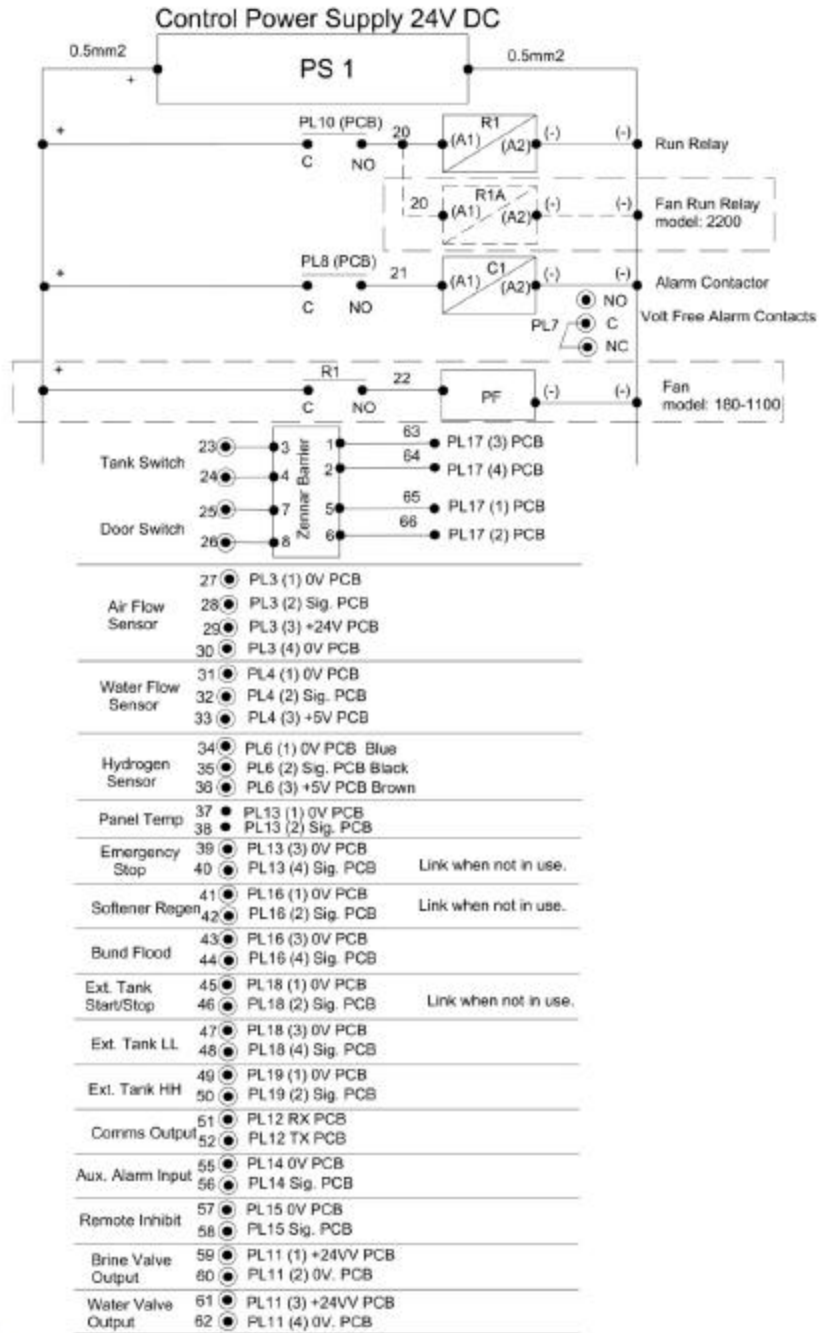 Control Power Supply 24V DC
0.5mm2 PS 1 0.5mm2
+
+ PL10 (PCB) 20 R1 (A1) (A2) (-) (-) Run Relay
C NO
20 R1A (A1) (A2) (-) (-) Fan Run Relay
model: 2200
+ PL8 (PCB) 21 C1 (A1) (A2) (-) (-) Alarm Contactor
C NO
NO
PL7 C Volt Free Alarm Contacts
NC
+ R1 22 PF (-) (-) Fan
model: 180-1100
C NO
Tank Switch
23 3 1 63 PL17 (3) PCB
24 4 2 64 PL17 (4) PCB
Zennar Barrier
Door Switch
25 7 5 65 PL17 (1) PCB
26 8 6 66 PL17 (2) PCB
Air Flow
Sensor
27 PL3 (1) 0V PCB
28 PL3 (2) Sig. PCB
29 PL3 (3) +24V PCB
30 PL3 (4) 0V PCB
Water Flow
Sensor
31 PL4 (1) 0V PCB
32 PL4 (2) Sig. PCB
33 PL4 (3) +5V PCB
Hydrogen
Sensor
34 PL6 (1) 0V PCB Blue
35 PL6 (2) Sig. PCB Black
36 PL6 (3) +5V PCB Brown
Panel Temp
37 PL13 (1) 0V PCB
38 PL13 (2) Sig. PCB
Emergency
Stop
39 PL13 (3) 0V PCB
40 PL13 (4) Sig. PCB Link when not in use.
Softener Regen
41 PL16 (1) 0V PCB
42 PL16 (2) Sig. PCB Link when not in use.
Bund Flood
43 PL16 (3) 0V PCB
44 PL16 (4) Sig. PCB
Ext. Tank
Start/Stop
45 PL18 (1) 0V PCB
46 PL18 (2) Sig. PCB Link when not in use.
Ext. Tank LL
47 PL18 (3) 0V PCB
48 PL18 (4) Sig. PCB
Ext. Tank HH
49 PL19 (1) 0V PCB
50 PL19 (2) Sig. PCB
Comms Output
51 PL12 RX PCB
52 PL12 TX PCB
Aux. Alarm Input
55 PL14 0V PCB
56 PL14 Sig. PCB
Remote Inhibit
57 PL15 0V PCB
58 PL15 Sig. PCB
Brine Valve
Output
59 PL11 (1) +24VV PCB
60 PL11 (2) 0V. PCB
Water Valve
Output
61 PL11 (3) +24VV PCB
62 PL11 (4) 0V. PCB